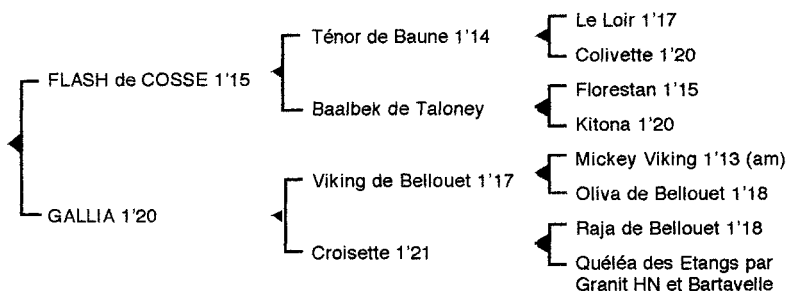 Le Loir 1'17
Ténor de Baune 1'14
Colivette 1'20
FLASH de COSSE 1'15
Florestan 1'15
Baalbek de Taloney
Kitona 1'20
Mickey Viking 1'13 (am)
Viking de Bellouet 1'17
Oliva de Bellouet 1'18
GALLIA 1'20
Raja de Bellouet 1'18
Croisette 1'21
Quéléa des Etangs par
Granit HN et Bartavelle